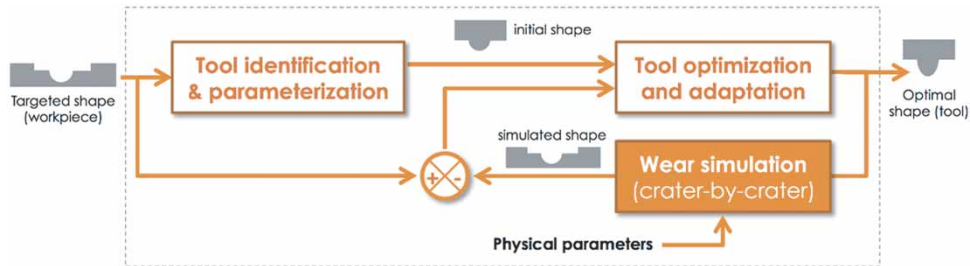 initial shape
Tool identification
& parameterization
Tool optimization
and adaptation
Targeted shape
(workpiece)
Optimal
shape (tool)
simulated shape
+ -
Wear simulation
(crater-by-crater)
Physical parameters